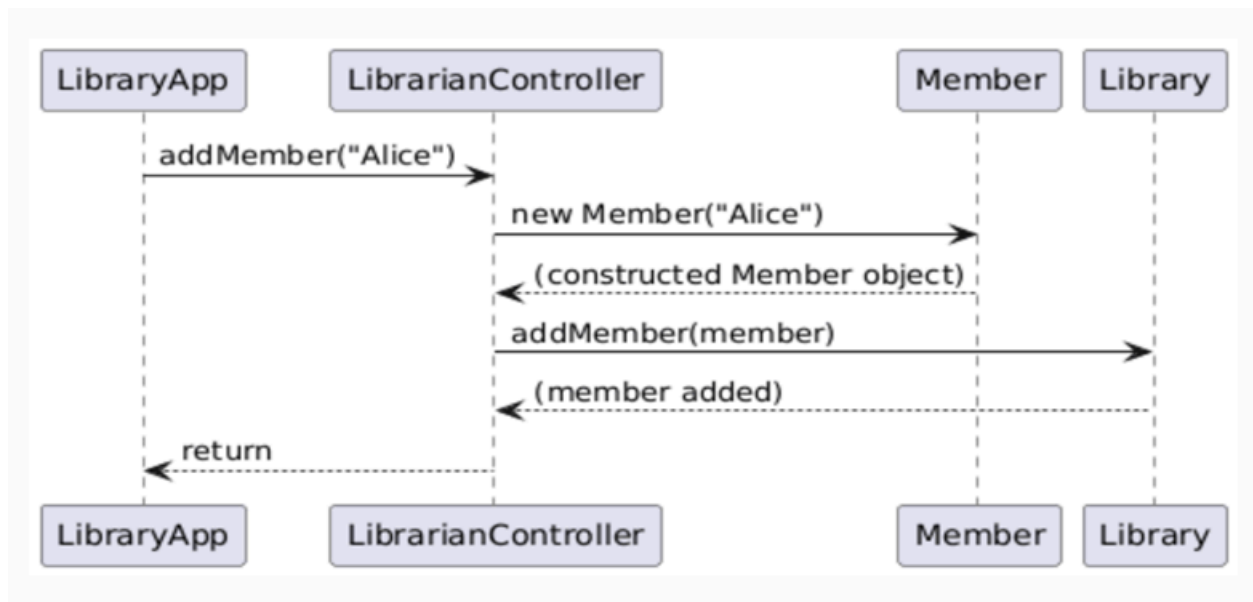 LibraryApp
LibrarianController
Member
Library
addMember("Alice")
new Member("Alice")
(constructed Member object)
addMember(member)
(member added)
return
LibraryApp
LibrarianController
Member
Library